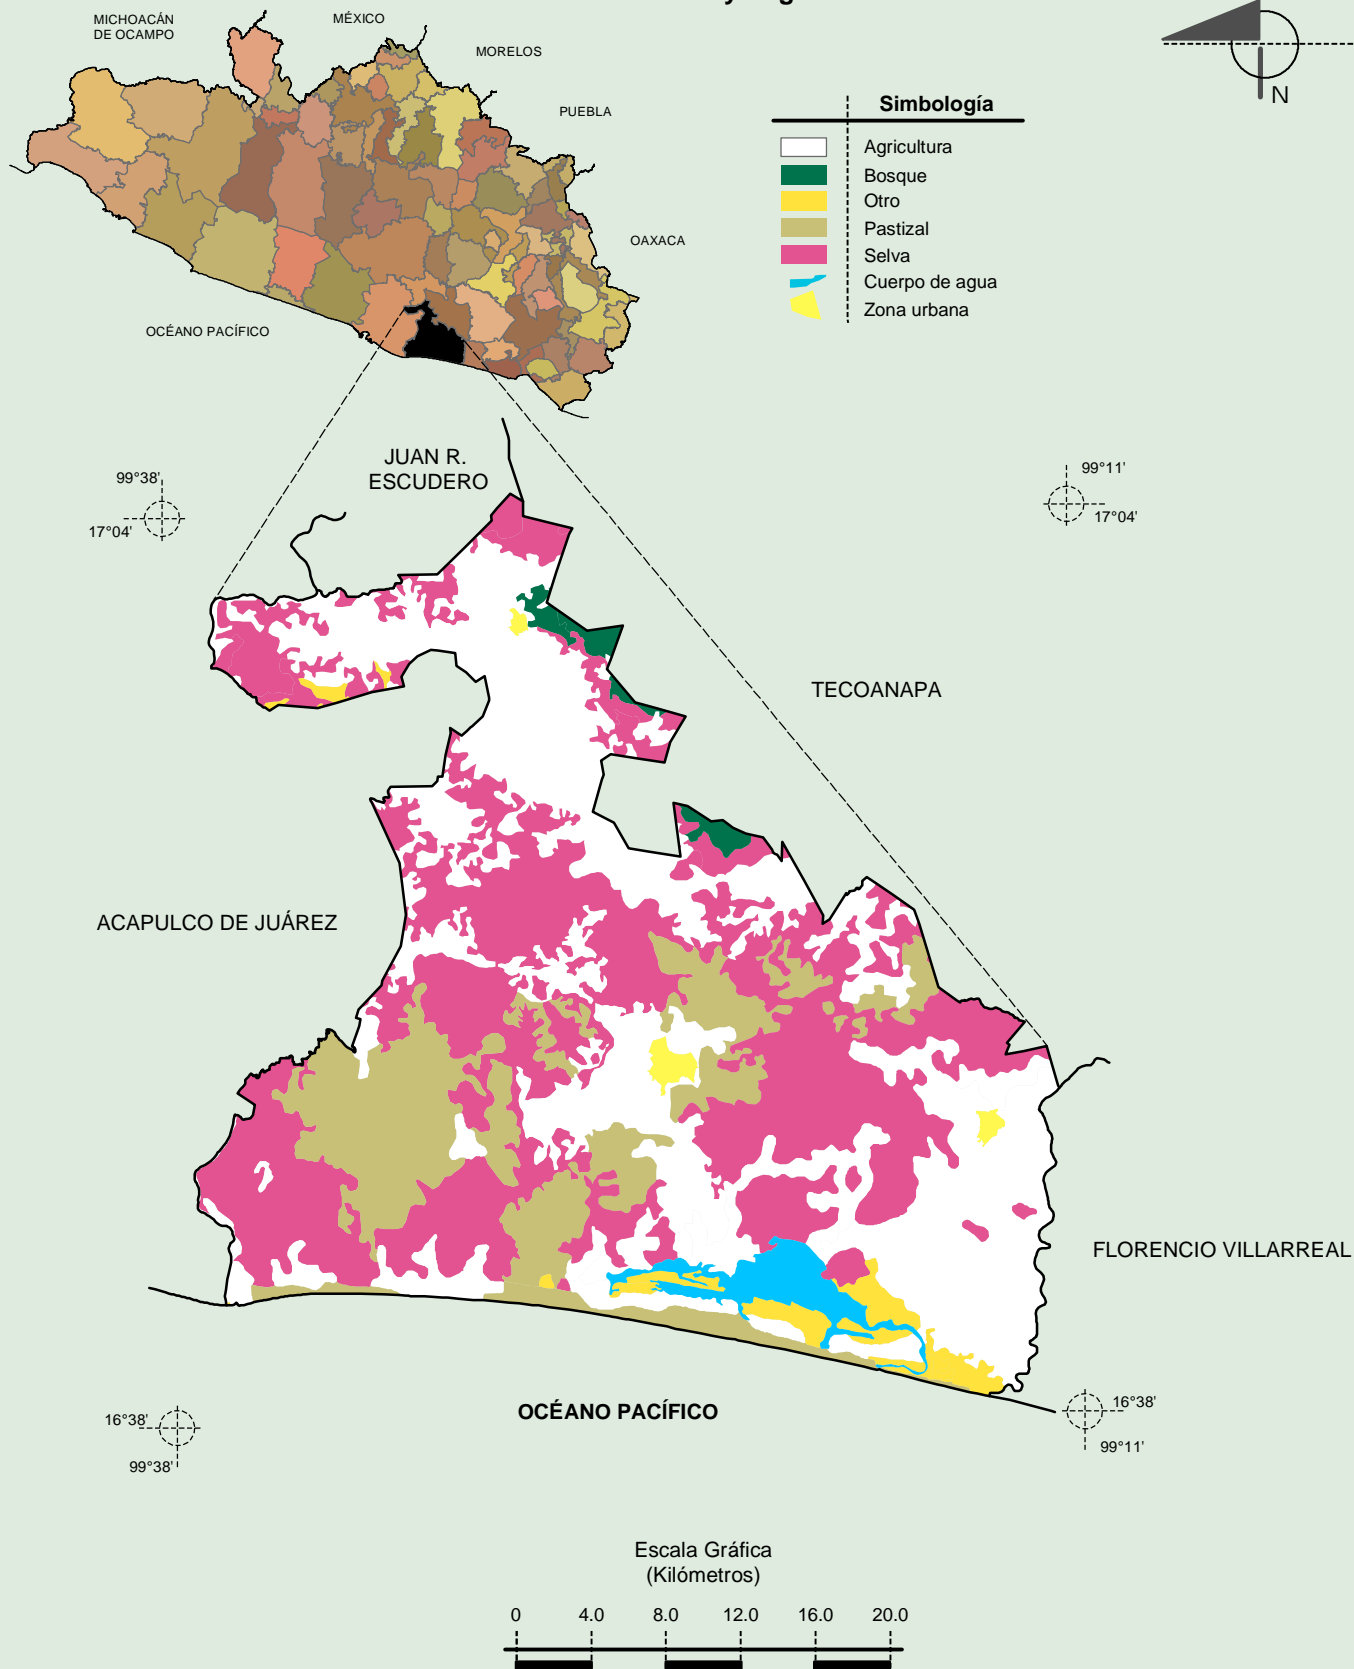 MICHOACÁN
DE OCAMPO
MÉXICO
MORELOS
PUEBLA
OAXACA
OCÉANO PACÍFICO
N
Simbología
Agricultura
Bosque
Otro
Pastizal
Selva
Cuerpo de agua
Zona urbana
JUAN R.
ESCUDERO
99°38'
17°04'
99°11'
17°04'
TECOANAPA
ACAPULCO DE JUÁREZ
FLORENCIO VILLARREAL
OCÉANO PACÍFICO
16°38'
99°38'
16°38'
99°11'
Escala Gráfica
(Kilómetros)
0 4.0 8.0 12.0 16.0 20.0